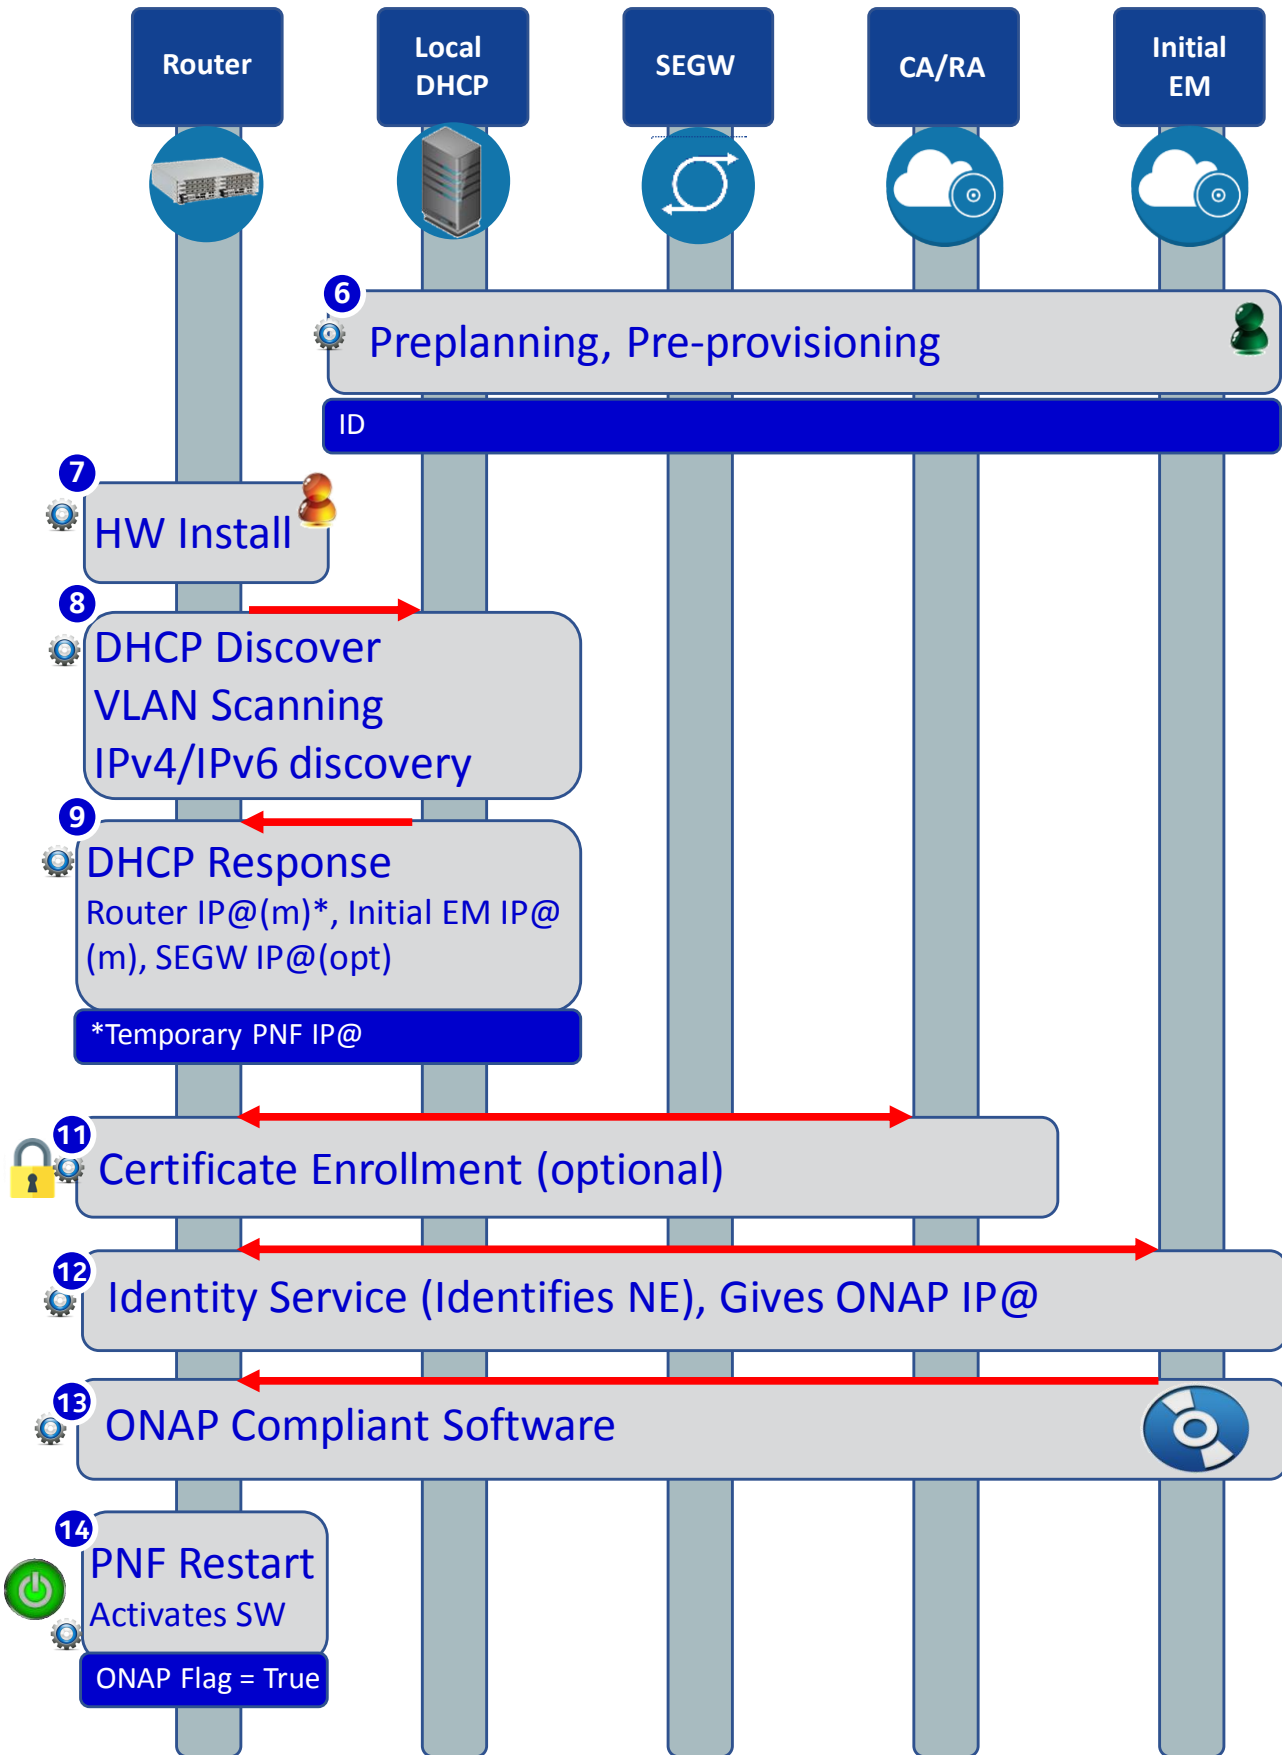 Router
Local
DHCP
SEGW
CA/RA
Initial
EM
6
Preplanning, Pre-provisioning
ID
7
HW Install
8
DHCP Discover
VLAN Scanning
IPv4/IPv6 discovery
9
DHCP Response
Router IP@(m)*, Initial EM IP@
(m), SEGW IP@(opt)
*Temporary PNF IP@
11
Certificate Enrollment (optional)
12
Identity Service (Identifies NE), Gives ONAP IP@
13
ONAP Compliant Software
14
PNF Restart
Activates SW
ONAP Flag = True